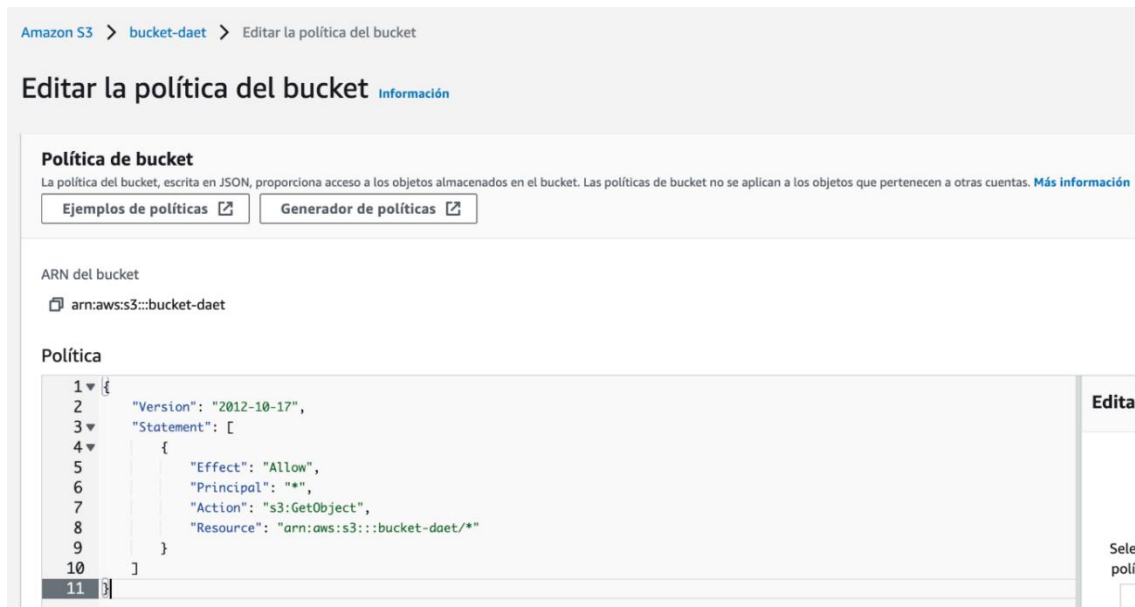 Amazon S3 > bucket-daet > Editar la política del bucket
Editar la política del bucket Información
Política de bucket
La política del bucket, escrita en JSON, proporciona acceso a los objetos almacenados en el bucket. Las políticas de bucket no se aplican a los objetos que pertenecen a otras cuentas. Más información
Ejemplos de políticas Generador de políticas
ARN del bucket
arn:aws:s3:::bucket-daet
Política
1 {
2 "Version": "2012-10-17",
3 "Statement": [
4 {
5 "Effect": "Allow",
6 "Principal": "*",
7 "Action": "s3:GetObject",
8 "Resource": "arn:aws:s3:::bucket-daet/*"
9 }
10 ]
11 }
Edita
Sele
polí